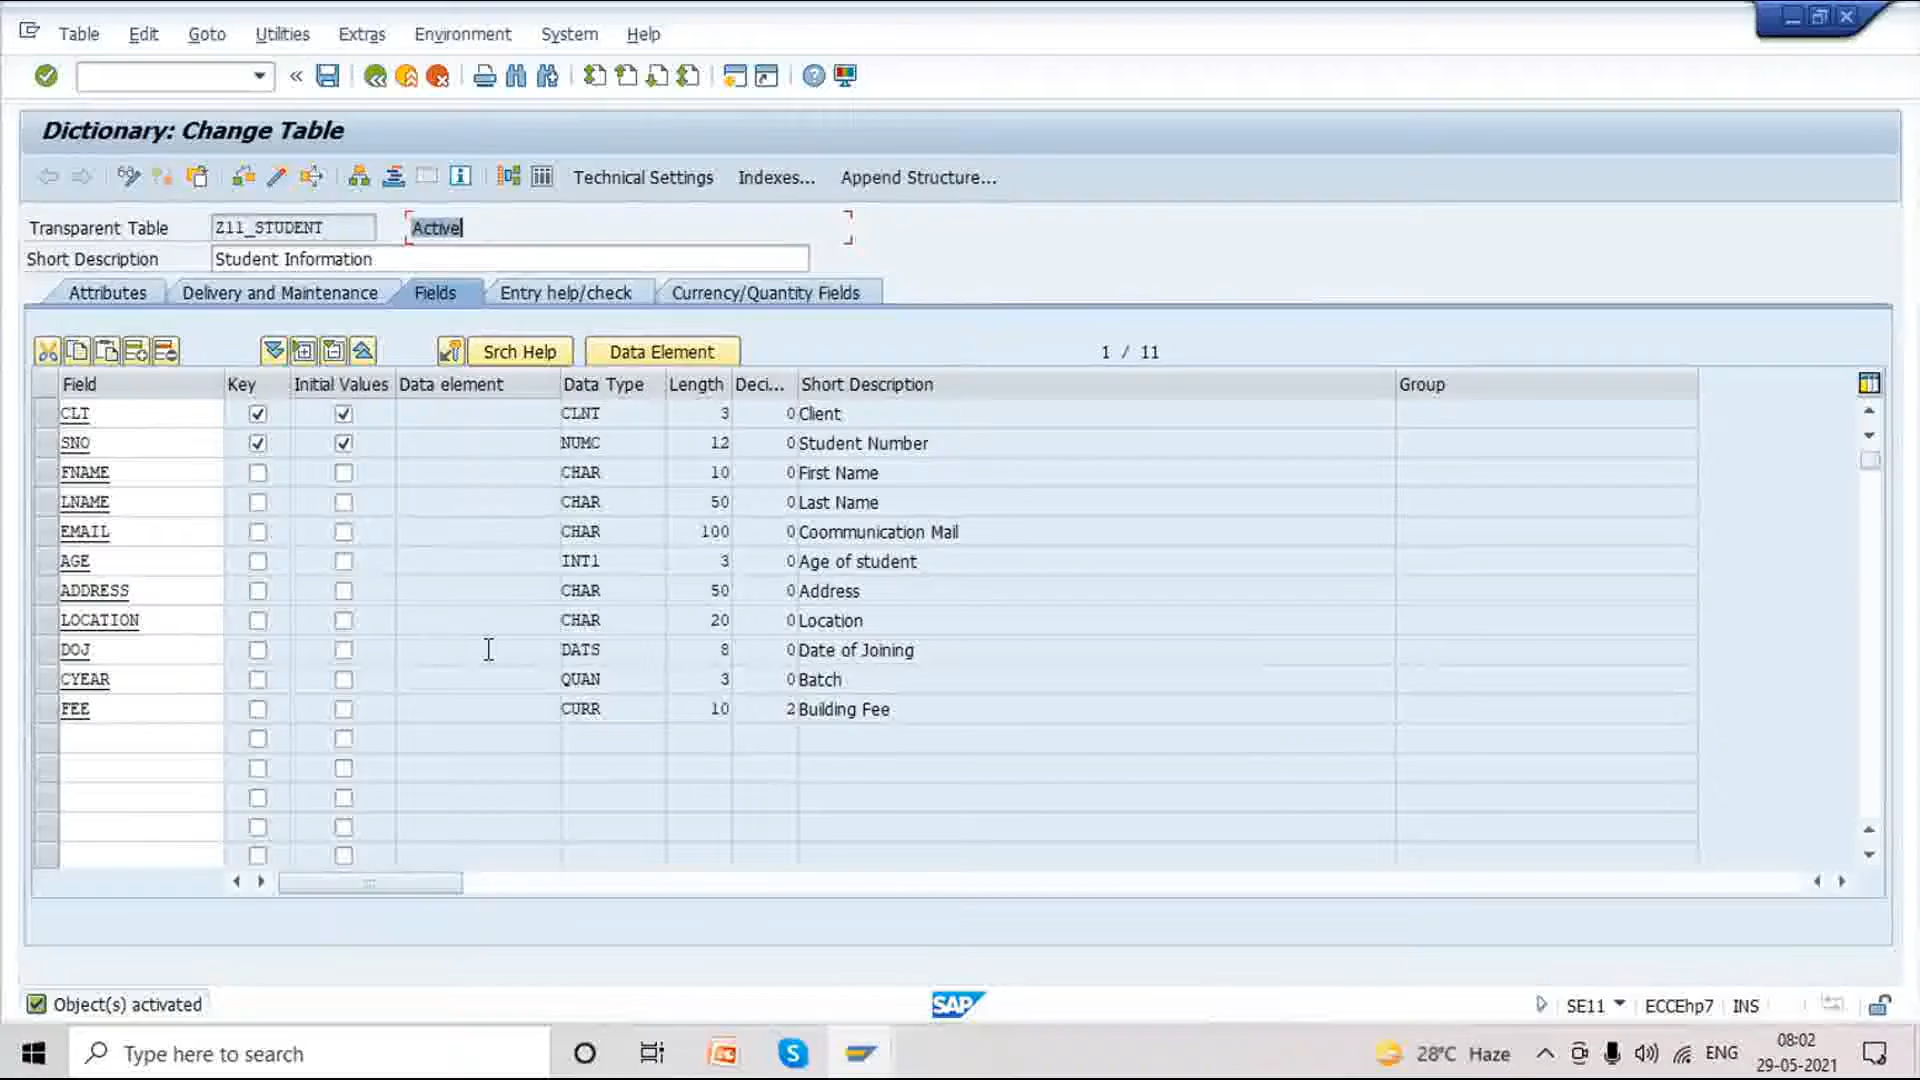 Table Edit Goto Utilities Extras Environment System Help
Dictionary: Change Table
Technical Settings Indexes... Append Structure...
Transparent Table Z11_STUDENT Active
Short Description Student Information
Attributes Delivery and Maintenance Fields Entry help/check Currency/Quantity Fields
Srch Help Data Element 1 / 11
Field Key Initial Values Data element Data Type Length Deci... Short Description Group
CLT CLNT 3 0 Client
SNO NUMC 12 0 Student Number
FNAME CHAR 10 0 First Name
LNAME CHAR 50 0 Last Name
EMAIL CHAR 100 0 Coommunication Mail
AGE INT1 3 0 Age of student
ADDRESS CHAR 50 0 Address
LOCATION CHAR 20 0 Location
DOJ DATS 8 0 Date of Joining
CYEAR QUAN 3 0 Batch
FEE CURR 10 2 Building Fee
Object(s) activated SAP SE11 ECCEhp7 INS
Type here to search 28°C Haze ENG 08:02
29-05-2021